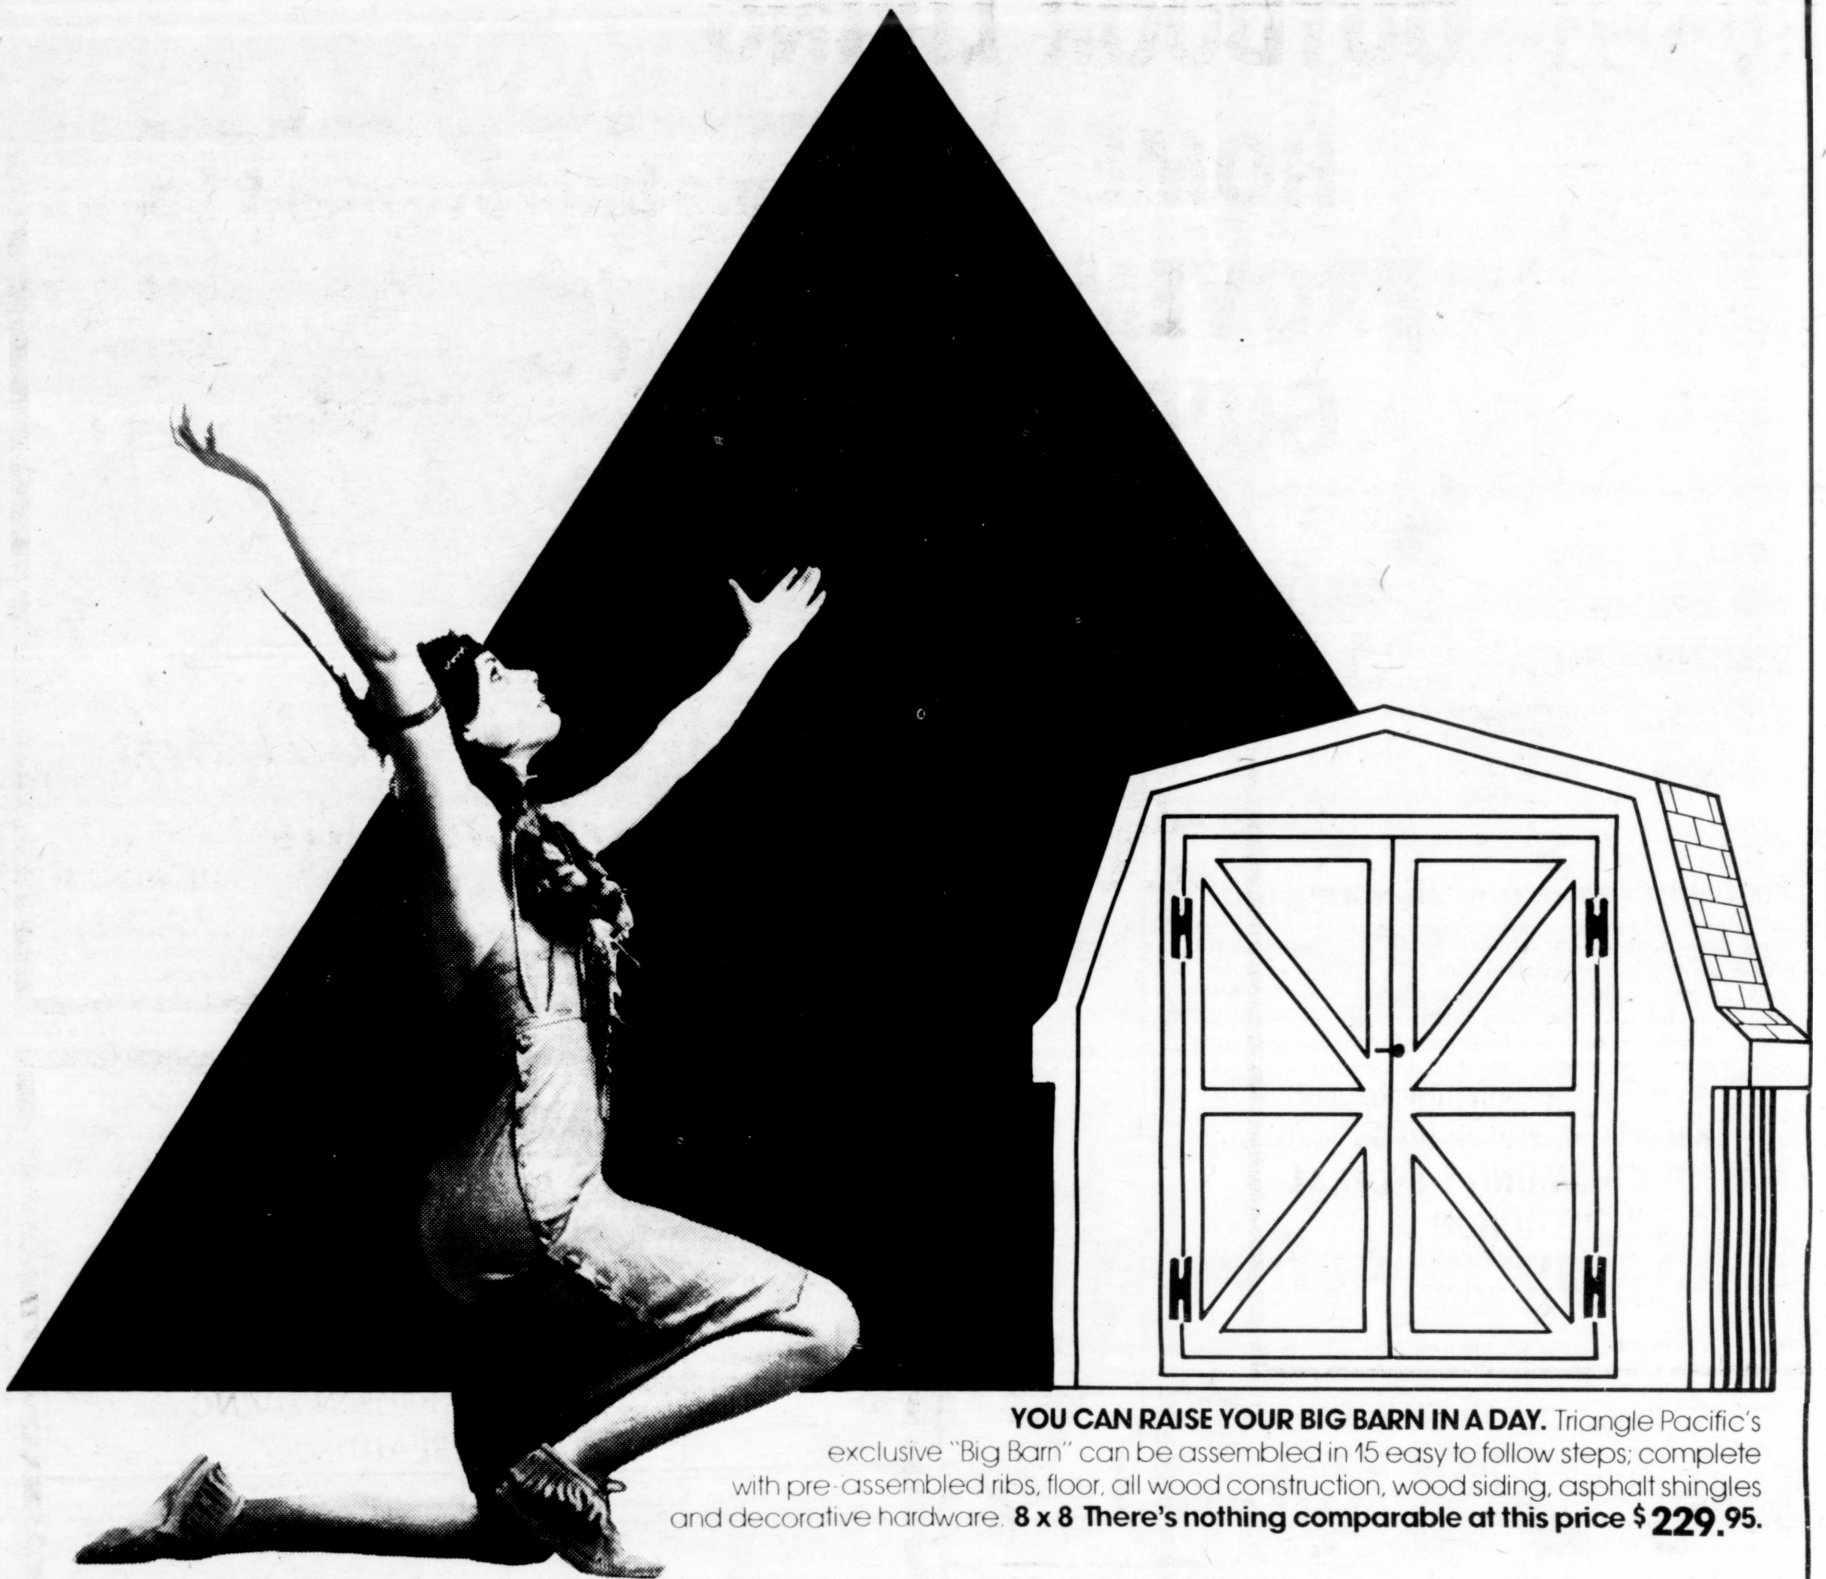 YOU CAN RAISE YOUR BIG BARN IN A DAY. Triangle Pacific's
exclusive "Big Barn" can be assembled in 15 easy to follow steps; complete
with pre-assembled ribs, floor, all wood construction, wood siding, asphalt shingles
and decorative hardware. 8 x 8 There's nothing comparable at this price $229.95.